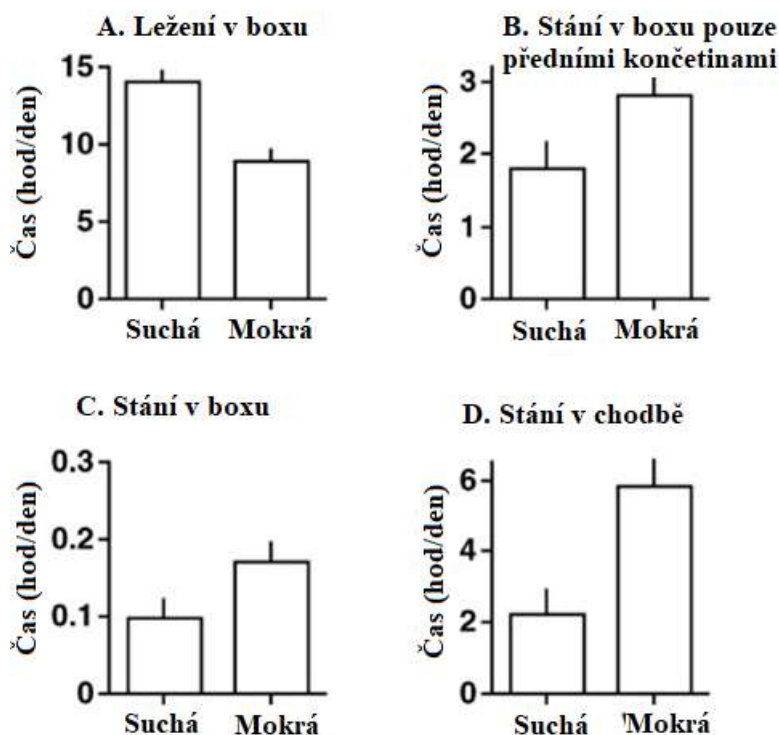 A. Ležení v boxu
Čas (hod/den)
15
10
5
0
Suchá Mokrá
B. Stání v boxu pouze
předními končetinami
Čas (hod/den)
3
2
1
0
Suchá Mokrá
C. Stání v boxu
Čas (hod/den)
0.3
0.2
0.1
0
Suchá Mokrá
D. Stání v chodbě
Čas (hod/den)
6
4
2
0
Suchá Mokrá